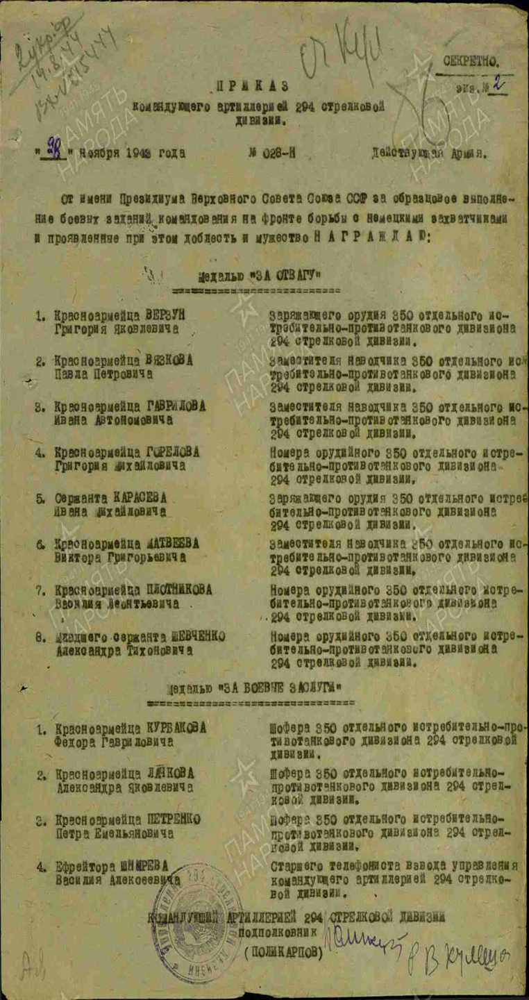 2 Укр. фр
19.8.44
СЕКРЕТНО.
экз.№ 2
ПРИКАЗ
командующего артиллерией 294 стрелковой
дивизии.
"28" Ноября 1943 года № 028-Н Действующая Армия.
От имени Президиума Верховного Совета Союза ССР за образцовое выполне-
ние боевых заданий командования на фронте борьбы с немецкими захватчиками
и проявленные при этом доблесть и мужество НАГРАЖДАЮ:
Медалью "ЗА ОТВАГУ"
1. Красноармейца ВЕРЗУН Заряжающего орудия 350 отдельного ис-
Григория Яковлевича требительно-противотанкового дивизиона
294 стрелковой дивизии.
2. Красноармейца ВЯЗКОВА Заместителя Наводчика 350 отдельного ис-
Павла Петровича требительно-противотанкового дивизиона
294 стрелковой дивизии.
3. Красноармейца ГАВРИЛОВА Заместителя Наводчика 350 отдельного ис-
Ивана Автономовича требительно-противотанкового дивизиона
294 стрелковой дивизии.
4. Красноармейца ГОРЕЛОВА Номера орудийного 350 отдельного истре-
Григория Михайловича бительно-противотанкового дивизиона
294 стрелковой дивизии.
5. Сержанта КАРАСЕВА Заряжающего орудия 350 отдельного истре
Ивана Михайловича бительно-противотанкового дивизиона
294 стрелковой дивизии.
6. Красноармейца МАТВЕЕВА Заместителя Наводчика 350 отдельного ис-
Виктора Григорьевича требительно-противотанкового дивизиона
294 стрелковой дивизии.
7. Красноармейца ПЛОТНИКОВА Номера орудийного 350 отдельного истре-
Василия Леонтьевича бительно-противотанкового дивизиона
294 стрелковой дивизии.
8. Младшего сержанта ШЕВЧЕНКО Номера орудийного 350 отдельного истре-
Александра Тихоновича бительно-противотанкового дивизиона
294 стрелковой дивизии.
Медалью "ЗА БОЕВЫЕ ЗАСЛУГИ"
1. Красноармейца КУРБАКОВА Шофера 350 отдельного истребительно-про-
Федора Гавриловича тивотанкового дивизиона 294 стрелковой
дивизии.
2. Красноармейца Шофера 350 отдельного истребительно-
Александра Яковлевича противотанкового дивизиона 294 стрел-
ковой дивизии.
3. Красноармейца ПЕТРЕНКО Шофера 350 отдельного истребительно-
Петра Емельяновича противотанкового дивизиона 294 стрел-
ковой дивизии.
4. Ефрейтора ШНЫРЕВА Старшего телефониста взвода управления
Василия Алексеевича командующего артиллерией 294 стрелко-
вой дивизии.
КОМАНДУЮЩИЙ АРТИЛЛЕРИЕЙ 294 СТРЕЛКОВОЙ ДИВИЗИИ
ПОДПОЛКОВНИК
(ПОЛИКАРПОВ)
ПАМЯТЬ НАРОДА